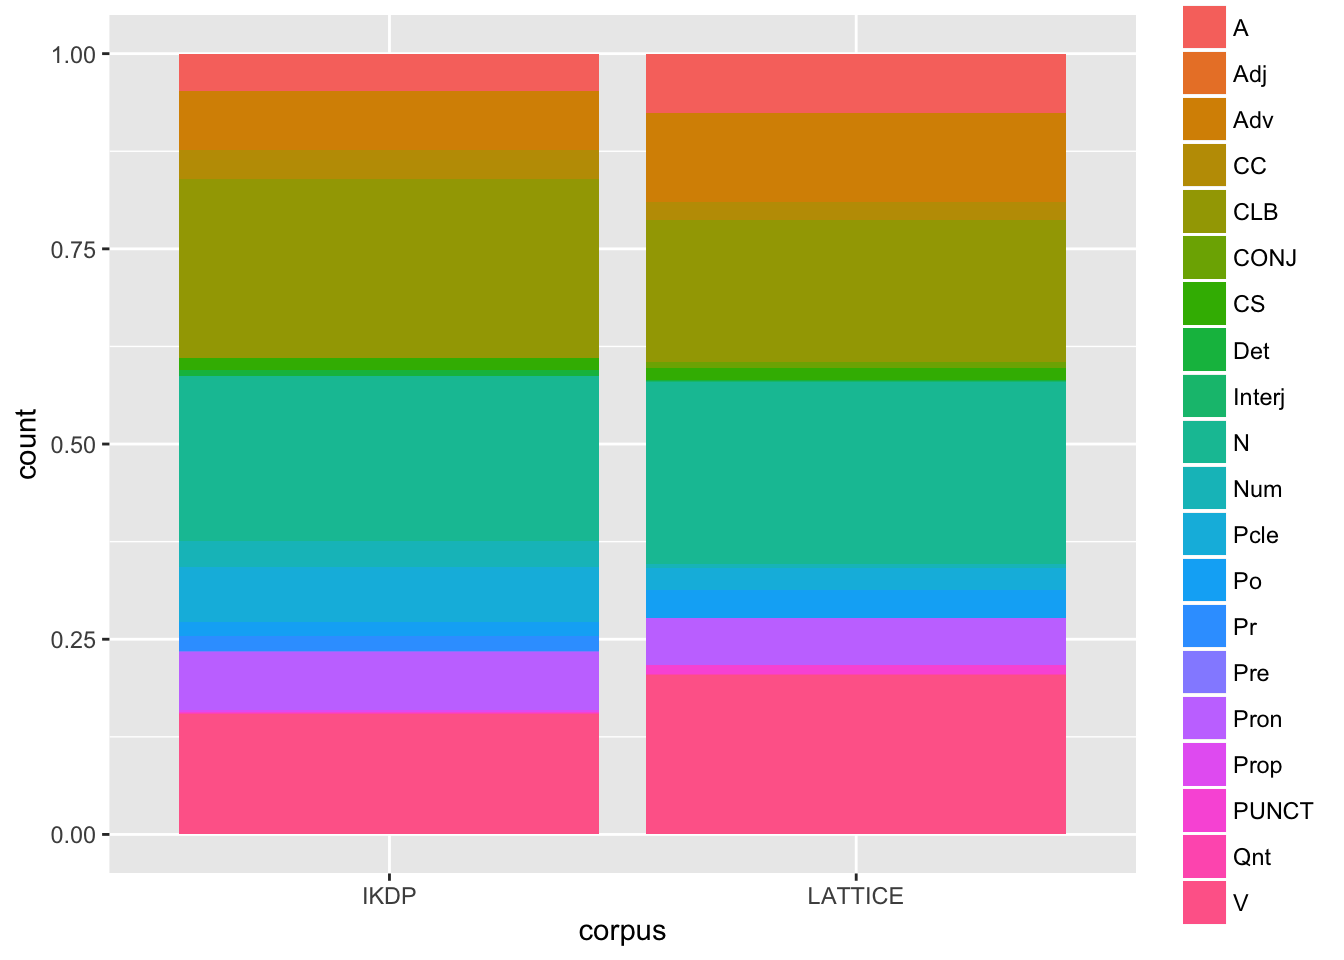 1.00
0.75
0.50
0.25
0.00
count
IKDP
LATTICE
corpus
A
Adj
Adv
CC
CLB
CONJ
CS
Det
Interj
N
Num
Pcle
Po
Pr
Pre
Pron
Prop
PUNCT
Qnt
V